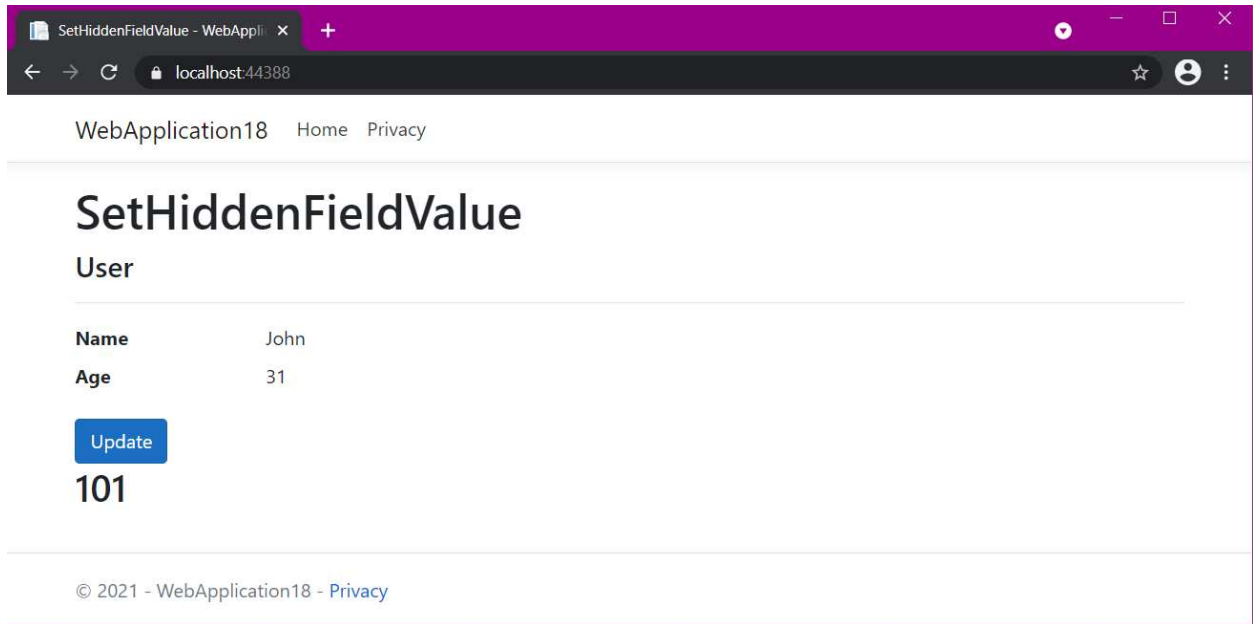 SetHiddenFieldValue - WebAppli
localhost:44388
WebApplication18 Home Privacy
SetHiddenFieldValue
User
Name John
Age 31
Update
101
© 2021 - WebApplication18 - Privacy